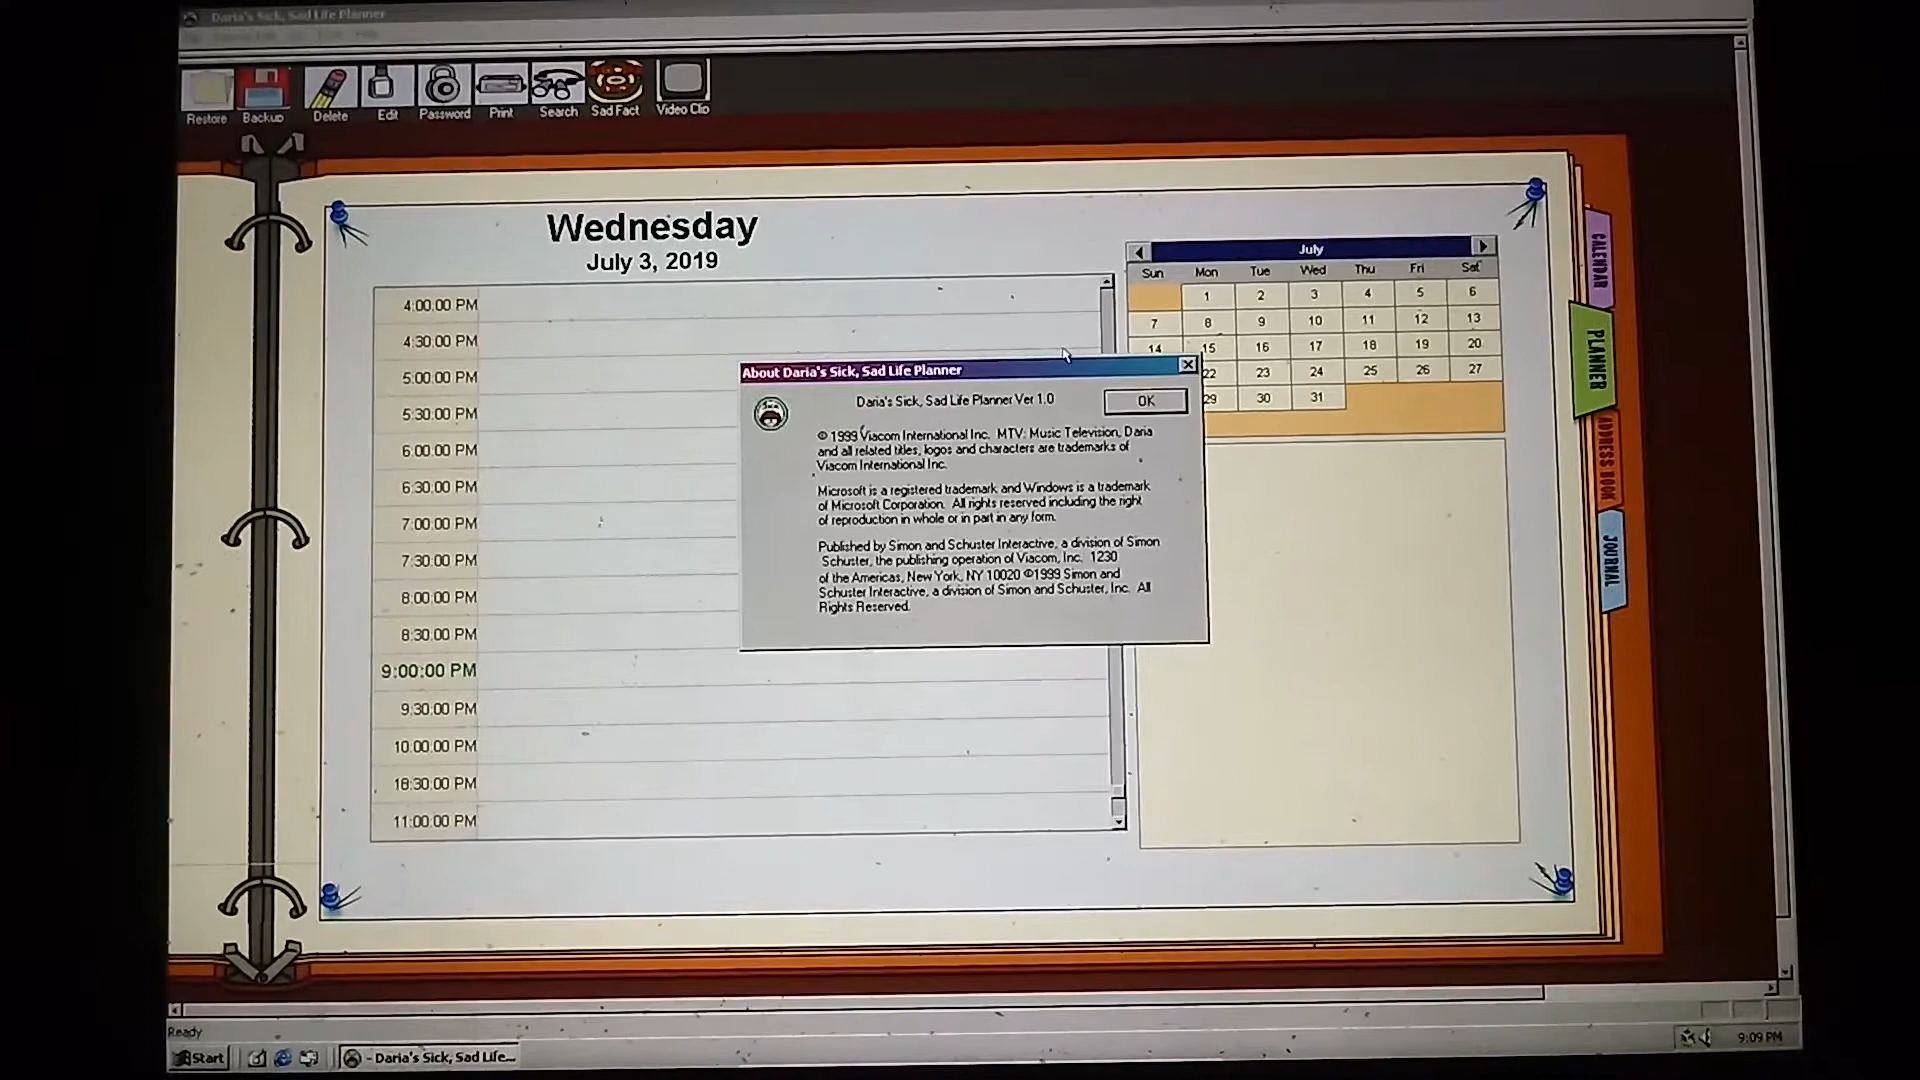 Daria's Sick, Sad Life Planner
Restore
Backup
Delete
Edit
Password
Print
Search
Sad Fact
Video Clip
Wednesday
July 3, 2019
4:00:00 PM
4:30:00 PM
5:00:00 PM
5:30:00 PM
6:00:00 PM
6:30:00 PM
7:00:00 PM
7:30:00 PM
8:00:00 PM
8:30:00 PM
9:00:00 PM
9:30:00 PM
10:00:00 PM
18:30:00 PM
11:00:00 PM
July
Sun Mon Tue Wed Thu Fri Sat
1 2 3 4 5 6
7 8 9 10 11 12 13
14 15 16 17 18 19 20
22 23 24 25 26 27
29 30 31
CALENDAR
PLANNER
ADDRESS BOOK
JOURNAL
About Daria's Sick, Sad Life Planner
Daria's Sick, Sad Life Planner Ver 1.0
OK
© 1999 Viacom International Inc. MTV: Music Television, Daria
and all related titles, logos and characters are trademarks of
Viacom International Inc.
Microsoft is a registered trademark and Windows is a trademark
of Microsoft Corporation. All rights reserved including the right
of reproduction in whole or in part in any form.
Published by Simon and Schuster Interactive, a division of Simon
Schuster, the publishing operation of Viacom, Inc. 1230
of the Americas, New York, NY 10020 ©1999 Simon and
Schuster Interactive, a division of Simon and Schuster, Inc. All
Rights Reserved.
Ready
Start
- Daria's Sick, Sad Life...
9:09 PM